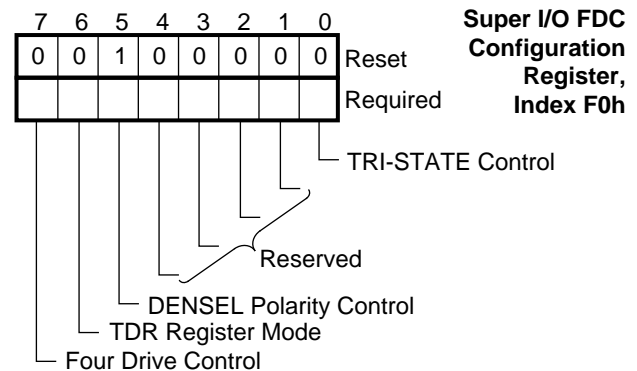 7 6 5 4 3 2 1 0
0 0 1 0 0 0 0 0 Reset
Required
Super I/O FDC
Configuration
Register,
Index F0h
TRI-STATE Control
Reserved
DENSEL Polarity Control
TDR Register Mode
Four Drive Control